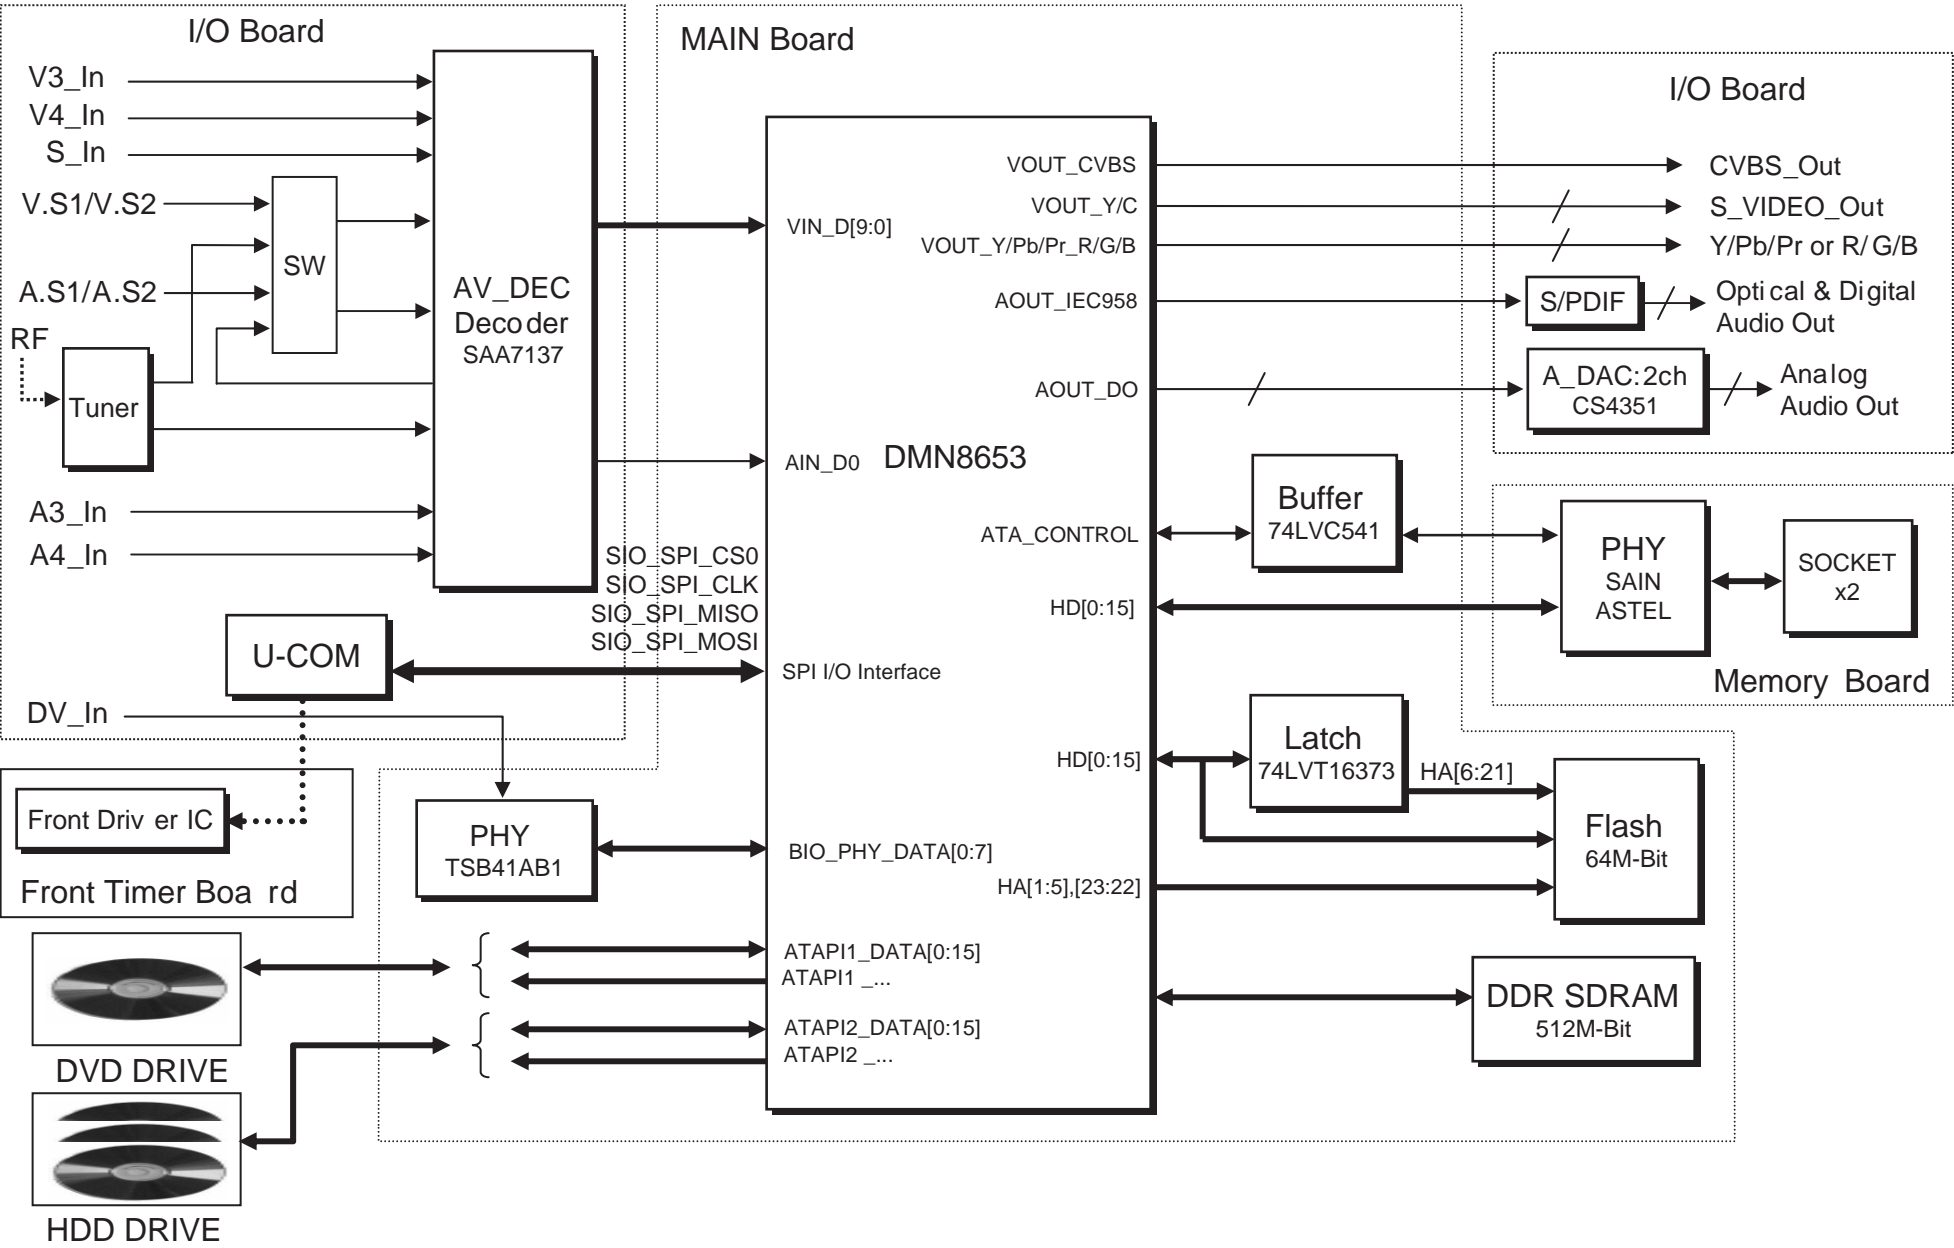 I/O Board
V3_In
V4_In
S_In
V.S1/V.S2
A.S1/A.S2
RF
Tuner
SW
AV_DEC
Decoder
SAA7137
A3_In
A4_In
U-COM
DV_In
SIO_SPI_CS0
SIO_SPI_CLK
SIO_SPI_MISO
SIO_SPI_MOSI
Front Driv er IC
Front Timer Boa rd
DVD DRIVE
HDD DRIVE
MAIN Board
PHY
TSB41AB1
VIN_D[9:0]
AIN_D0
DMN8653
SPI I/O Interface
BIO_PHY_DATA[0:7]
ATAPI1_DATA[0:15]
ATAPI1 _...
ATAPI2_DATA[0:15]
ATAPI2 _...
VOUT_CVBS
VOUT_Y/C
VOUT_Y/Pb/Pr_R/G/B
AOUT_IEC958
AOUT_DO
ATA_CONTROL
HD[0:15]
HD[0:15]
HA[1:5],[23:22]
Buffer
74LVC541
Latch
74LVT16373
HA[6:21]
Flash
64M-Bit
DDR SDRAM
512M-Bit
I/O Board
CVBS_Out
S_VIDEO_Out
Y/Pb/Pr or R/G/B
S/PDIF
Optical & Digital
Audio Out
A_DAC:2ch
CS4351
Analog
Audio Out
PHY
SAIN
ASTEL
SOCKET
x2
Memory Board